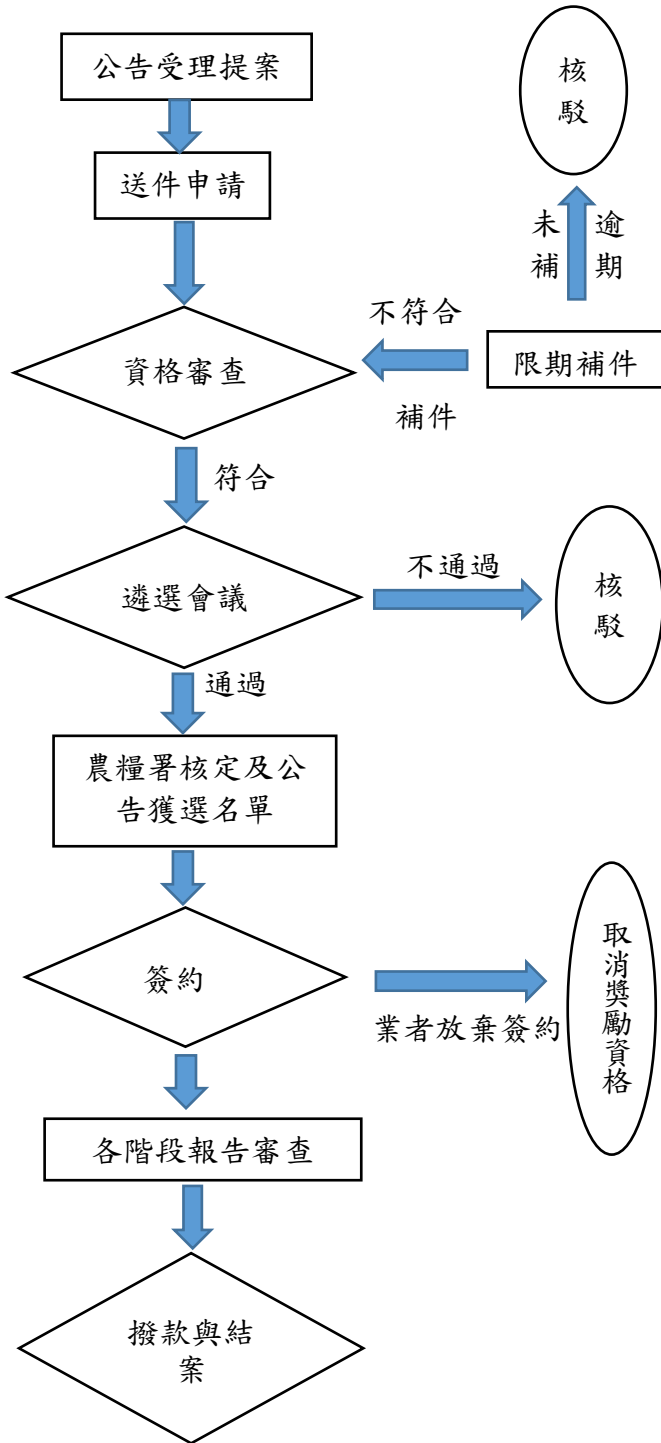 公告受理提案
核
駁
送件申請
未 逾
補 期
不符合
資格審查
限期補件
補件
符合
遴選會議
不通過
核
駁
通過
農糧署核定及公
告獲選名單
簽約
取消獎勵資格
業者放棄簽約
各階段報告審查
撥款與結
案